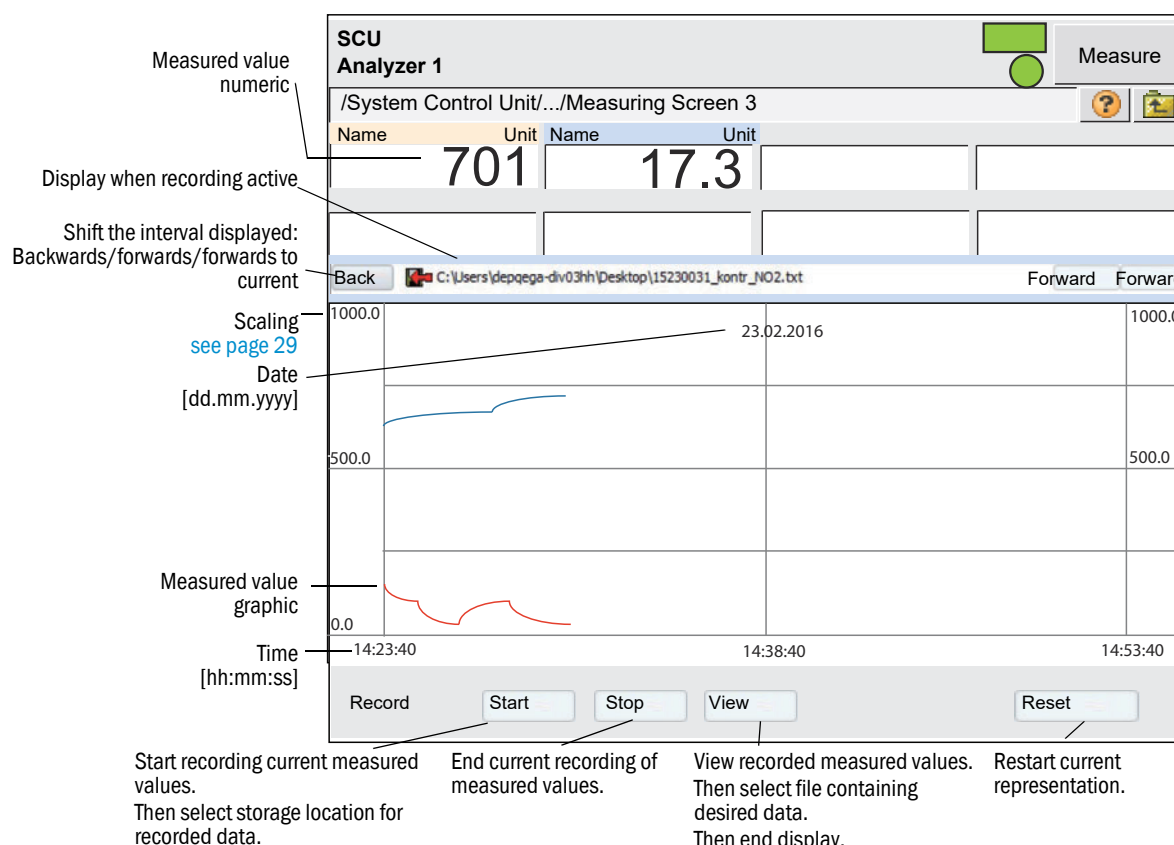 SCU
Analyzer 1
Measure
Measured value
numeric
/System Control Unit/.../Measuring Screen 3
?
Name Unit Name Unit
701 17.3
Display when recording active
Shift the interval displayed:
Backwards/forwards/forwards to
current
Back C:\Users\depqega-div03hh\Desktop\15230031_kontr_NO2.txt Forward Forward
Scaling
see page 29
1000.0 1000.0
23.02.2016
Date
[dd.mm.yyyy]
500.0 500.0
Measured value
graphic
0.0
Time
[hh:mm:ss]
14:23:40 14:38:40 14:53:40
Record Start Stop View Reset
Start recording current measured
values.
Then select storage location for
recorded data.
End current recording of
measured values.
View recorded measured values.
Then select file containing
desired data.
Then end display.
Restart current
representation.